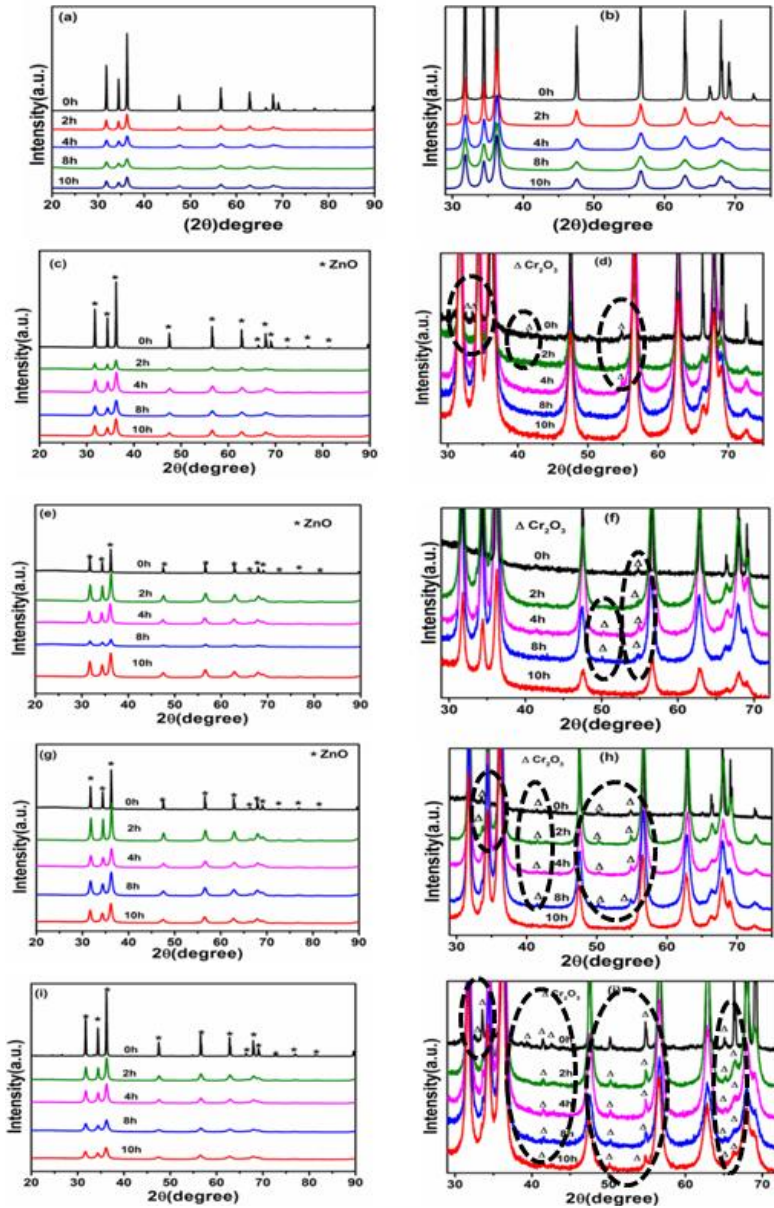 (a)
Intensity(a.u.)
0h
2h
4h
8h
10h
20 30 40 50 60 70 80 90
(2θ)degree
(b)
Intensity(a.u.)
0h
2h
4h
8h
10h
30 40 50 60 70
(2θ)degree
(c)
* ZnO
Intensity(a.u.)
0h
2h
4h
8h
10h
20 30 40 50 60 70 80 90
2θ(degree)
Δ Cr₂O₃
(d)
Intensity(a.u.)
0h
2h
4h
8h
10h
30 40 50 60 70
2θ(degree)
(e)
* ZnO
Intensity(a.u.)
0h
2h
4h
8h
10h
20 30 40 50 60 70 80 90
2θ(degree)
Δ Cr₂O₃
(f)
Intensity(a.u.)
0h
2h
4h
8h
10h
30 40 50 60 70
2θ(degree)
(g)
* ZnO
Intensity(a.u.)
0h
2h
4h
8h
10h
20 30 40 50 60 70 80 90
2θ(degree)
Δ Cr₂O₃
(h)
Intensity(a.u.)
0h
2h
4h
8h
10h
30 40 50 60 70
2θ(degree)
(i)
* ZnO
Intensity(a.u.)
0h
2h
4h
8h
10h
20 30 40 50 60 70 80 90
2θ(degree)
Δ Cr₂O₃
Intensity(a.u.)
0h
2h
4h
8h
10h
30 40 50 60 70
2θ(degree)